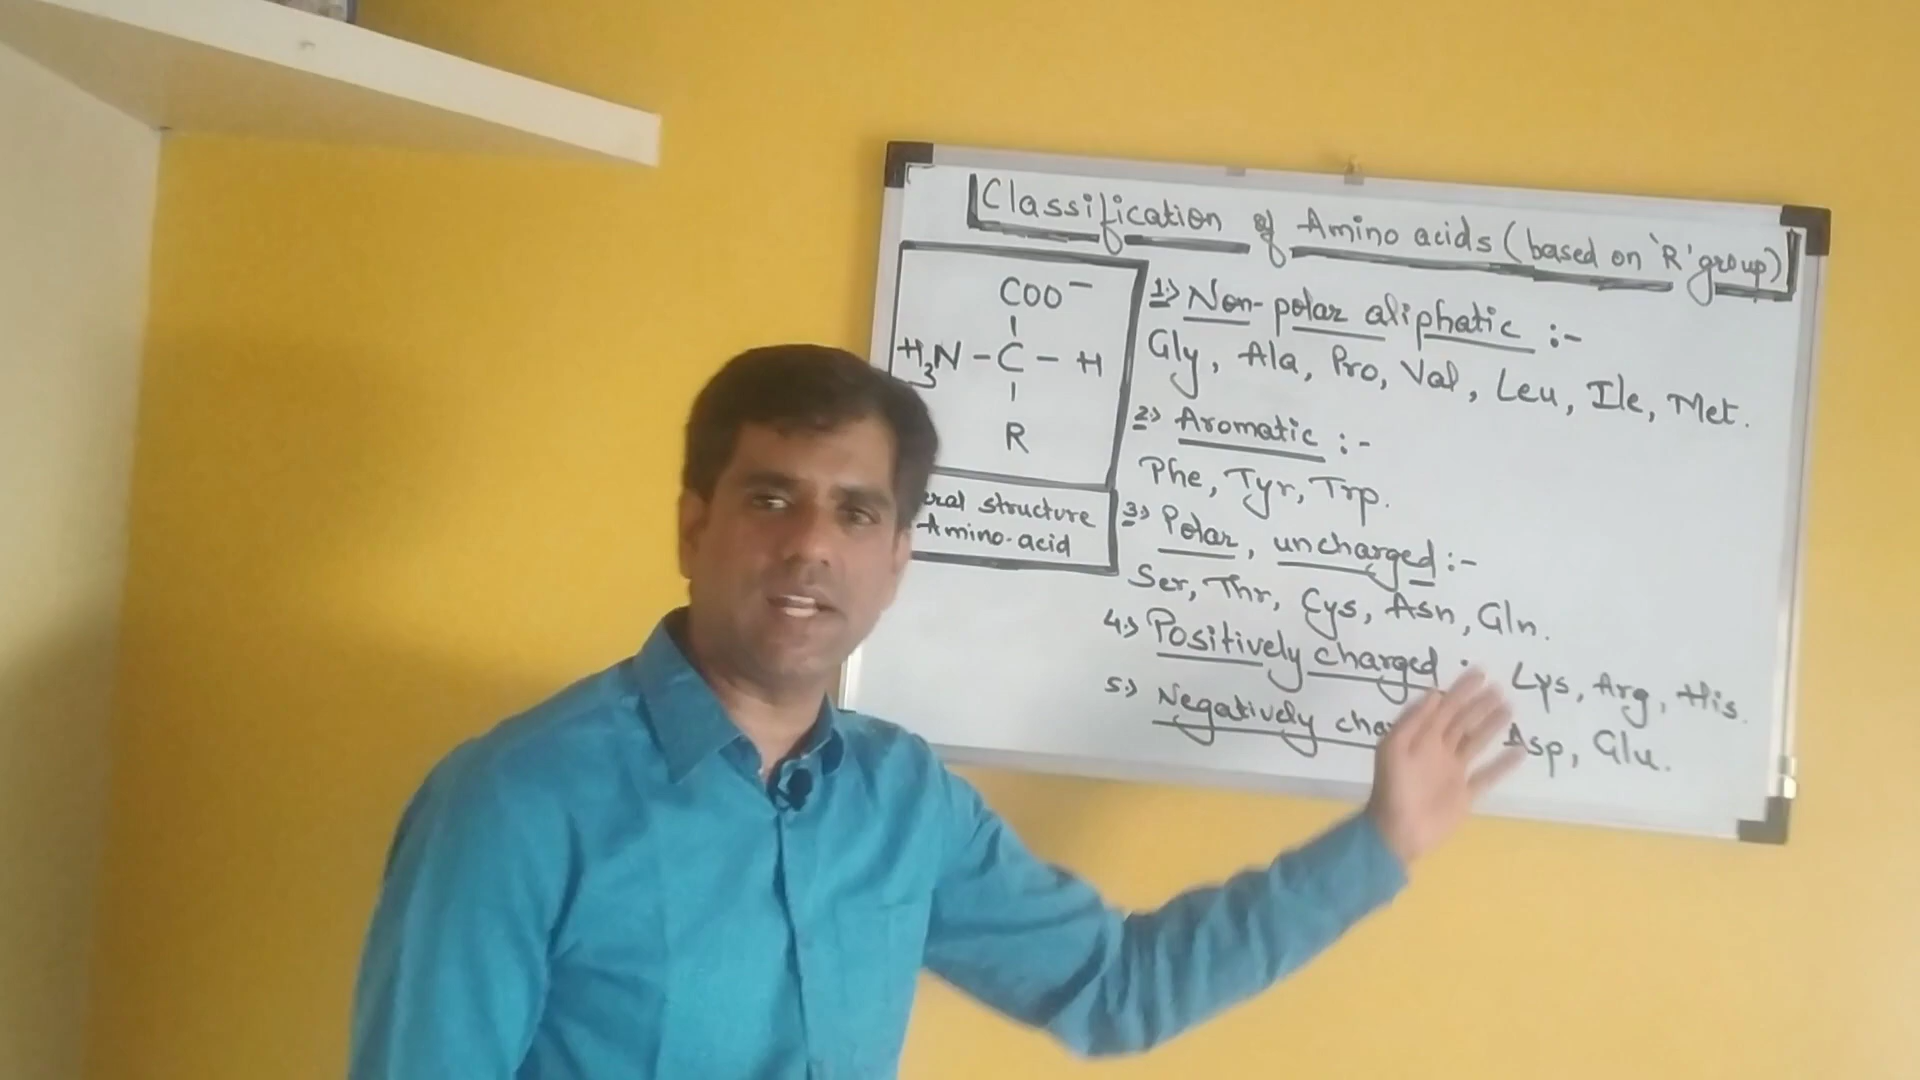 Classification of Amino acids (based on 'R' group)
COO⁻
H₃N - C - H
R
structure
Amino-acid
1.> Non-polar aliphatic :-
Gly, Ala, Pro, Val, Leu, Ile, Met.
2.> Aromatic :-
Phe, Tyr, Trp.
3.> Polar, uncharged :-
Ser, Thr, Cys, Asn, Gln.
4.> Positively charged : Lys, Arg, His.
5.> Negatively Asp, Glu.